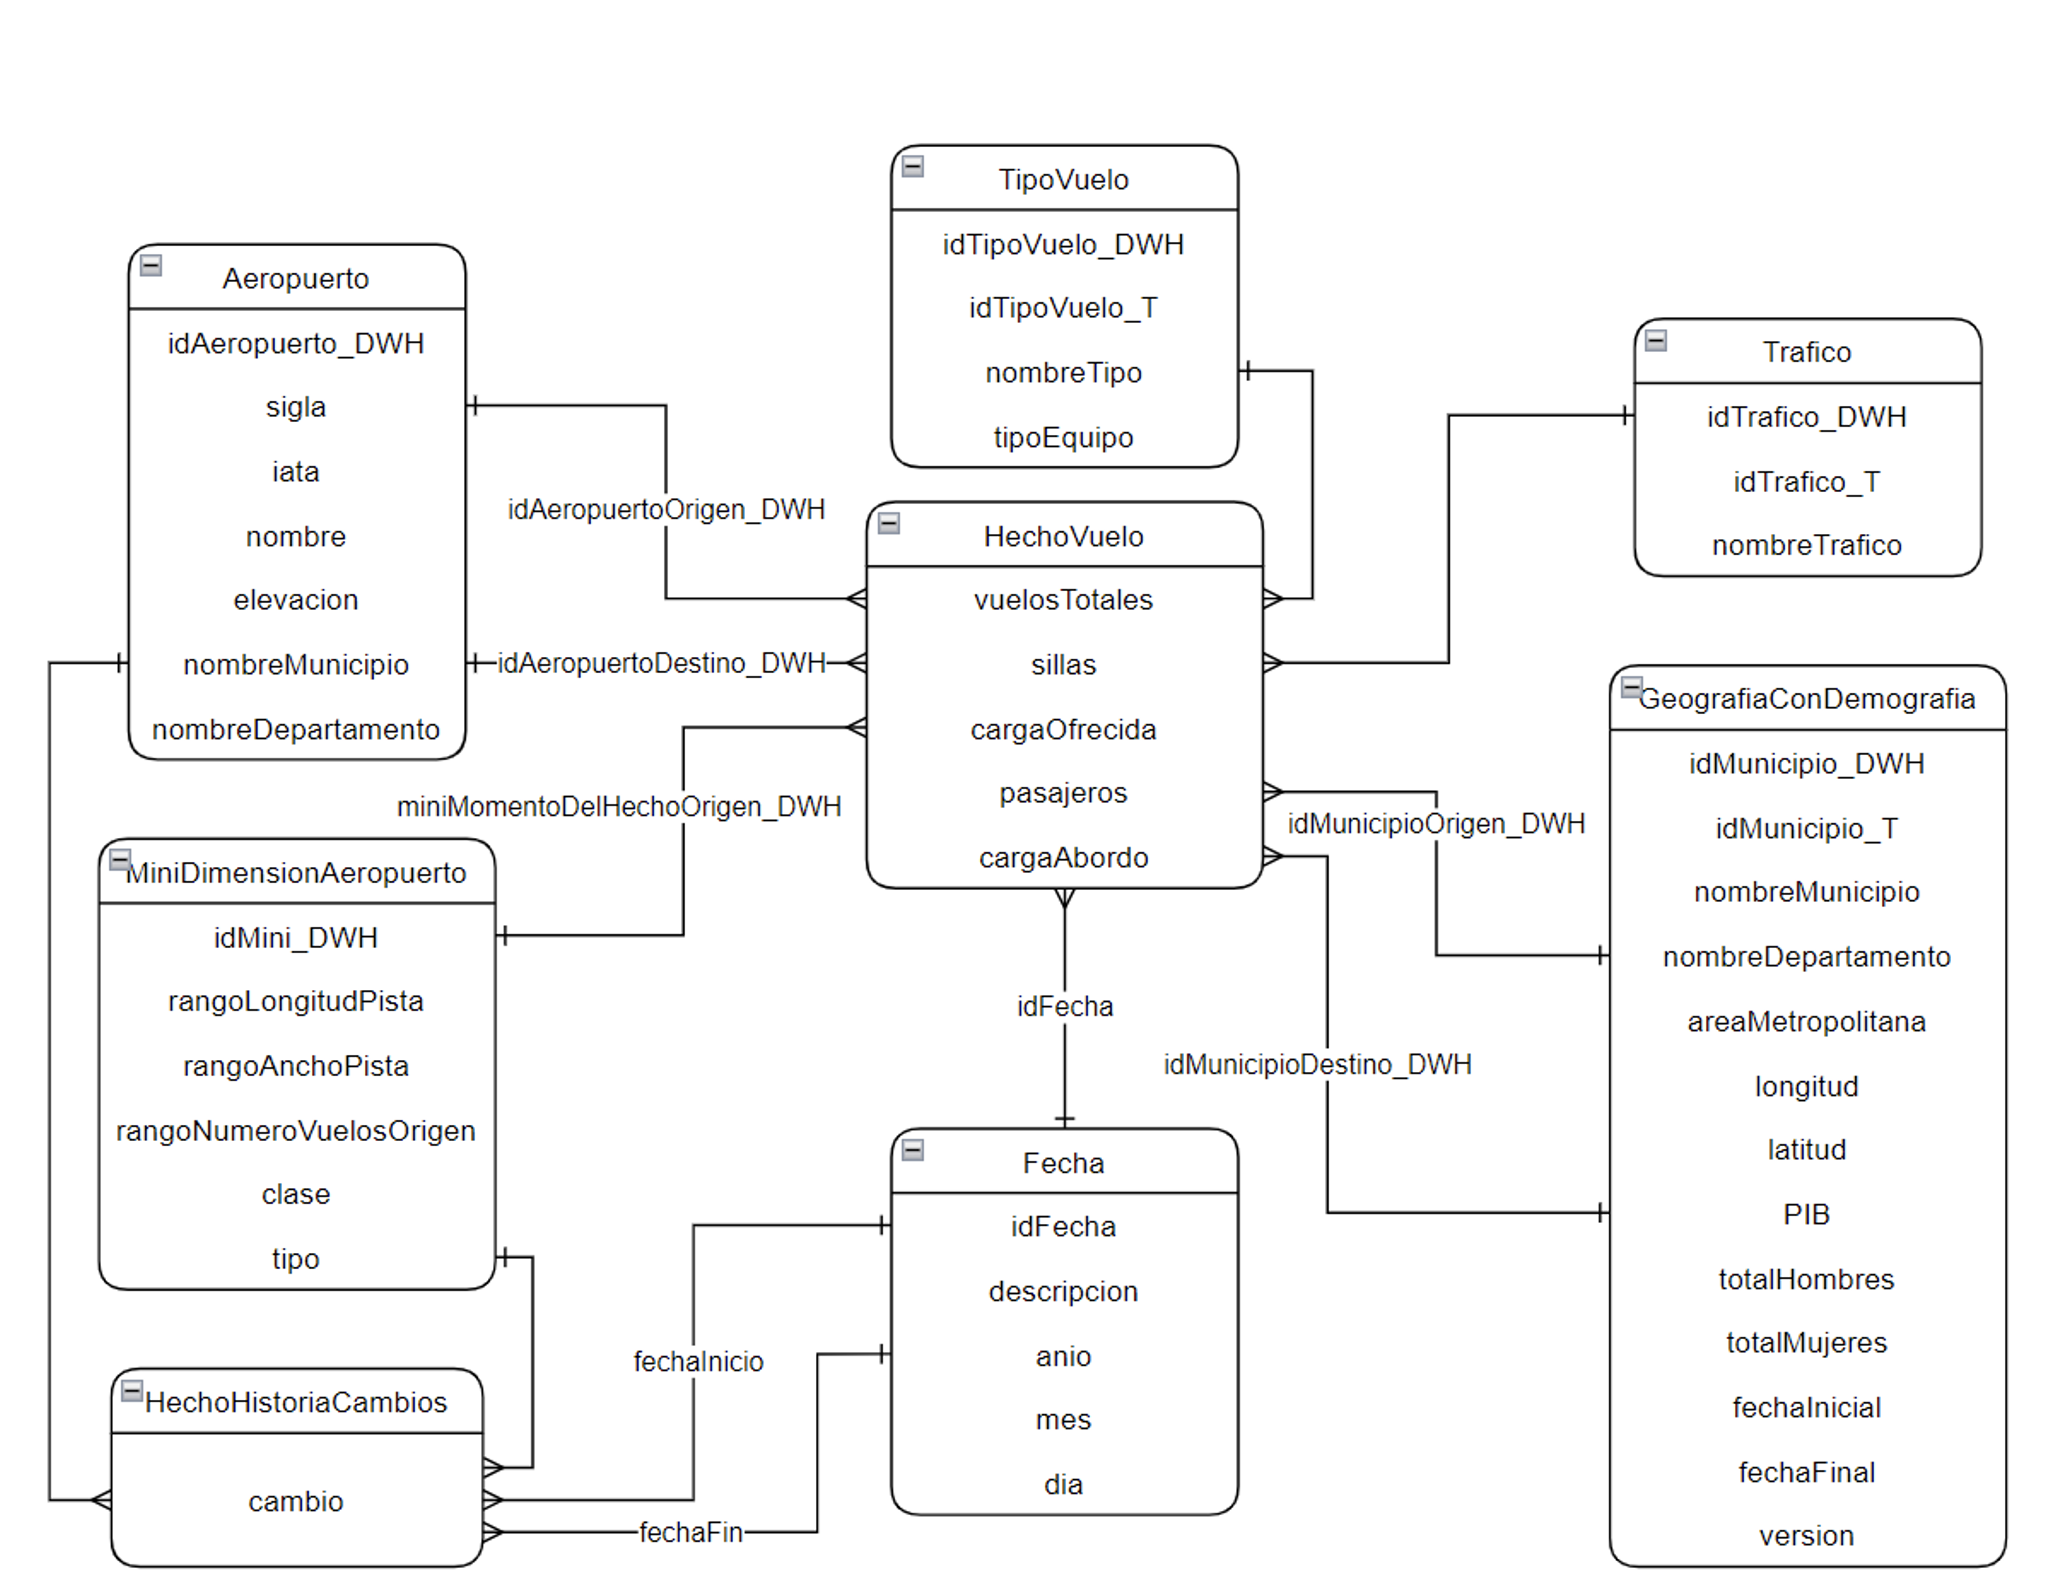 TipoVuelo
idTipoVuelo_DWH
idTipoVuelo_T
nombreTipo
tipoEquipo
Aeropuerto
idAeropuerto_DWH
sigla
iata
nombre
elevacion
nombreMunicipio
nombreDepartamento
Trafico
idTrafico_DWH
idTrafico_T
nombreTrafico
idAeropuertoOrigen_DWH
idAeropuertoDestino_DWH
miniMomentoDelHechoOrigen_DWH
HechoVuelo
vuelosTotales
sillas
cargaOfrecida
pasajeros
cargaAbordo
idMunicipioOrigen_DWH
idMunicipioDestino_DWH
idFecha
GeografiaConDemografia
idMunicipio_DWH
idMunicipio_T
nombreMunicipio
nombreDepartamento
areaMetropolitana
longitud
latitud
PIB
totalHombres
totalMujeres
fechaInicial
fechaFinal
version
MiniDimensionAeropuerto
idMini_DWH
rangoLongitudPista
rangoAnchoPista
rangoNumeroVuelosOrigen
clase
tipo
Fecha
idFecha
descripcion
anio
mes
dia
fechaInicio
fechaFin
HechoHistoriaCambios
cambio